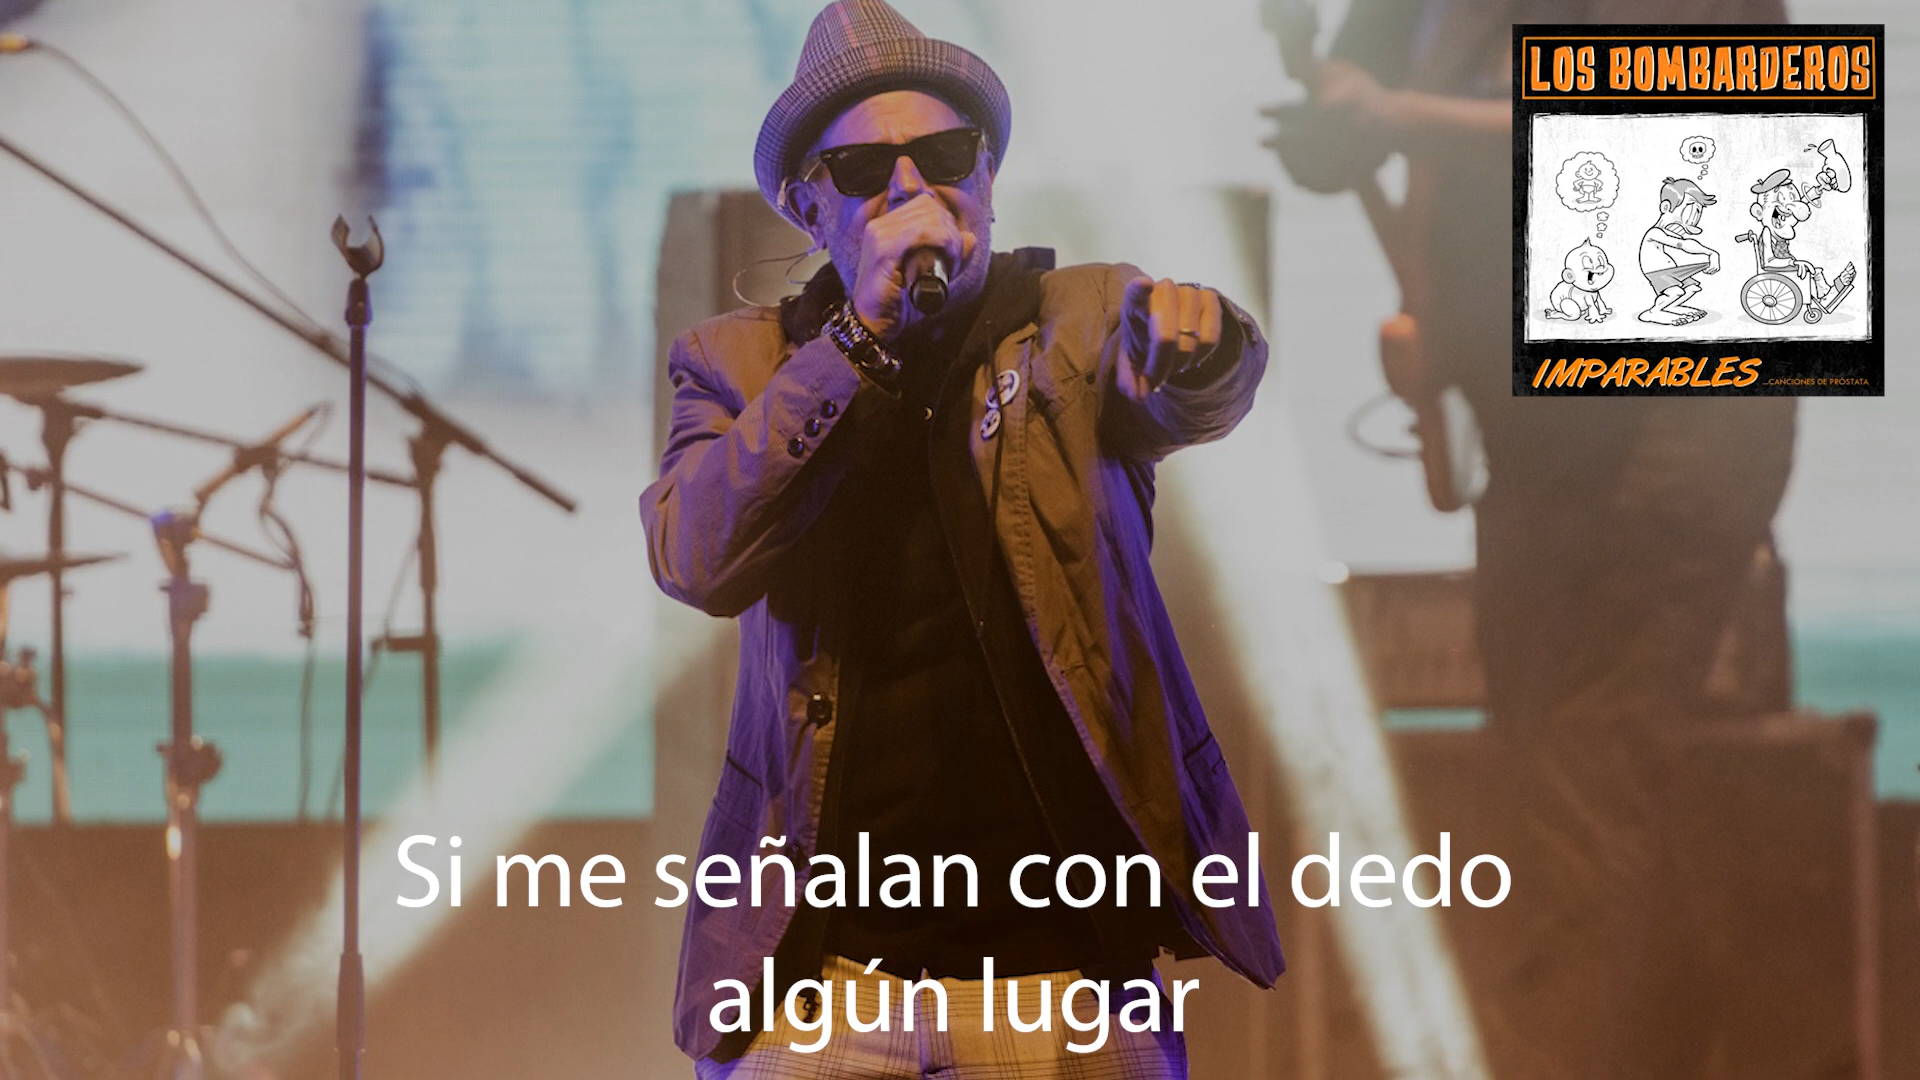 LOS BOMBARDEROS
IMPARABLES ...CANCIONES DE PRÓSTATA
Si me señalan con el dedo
algún lugar